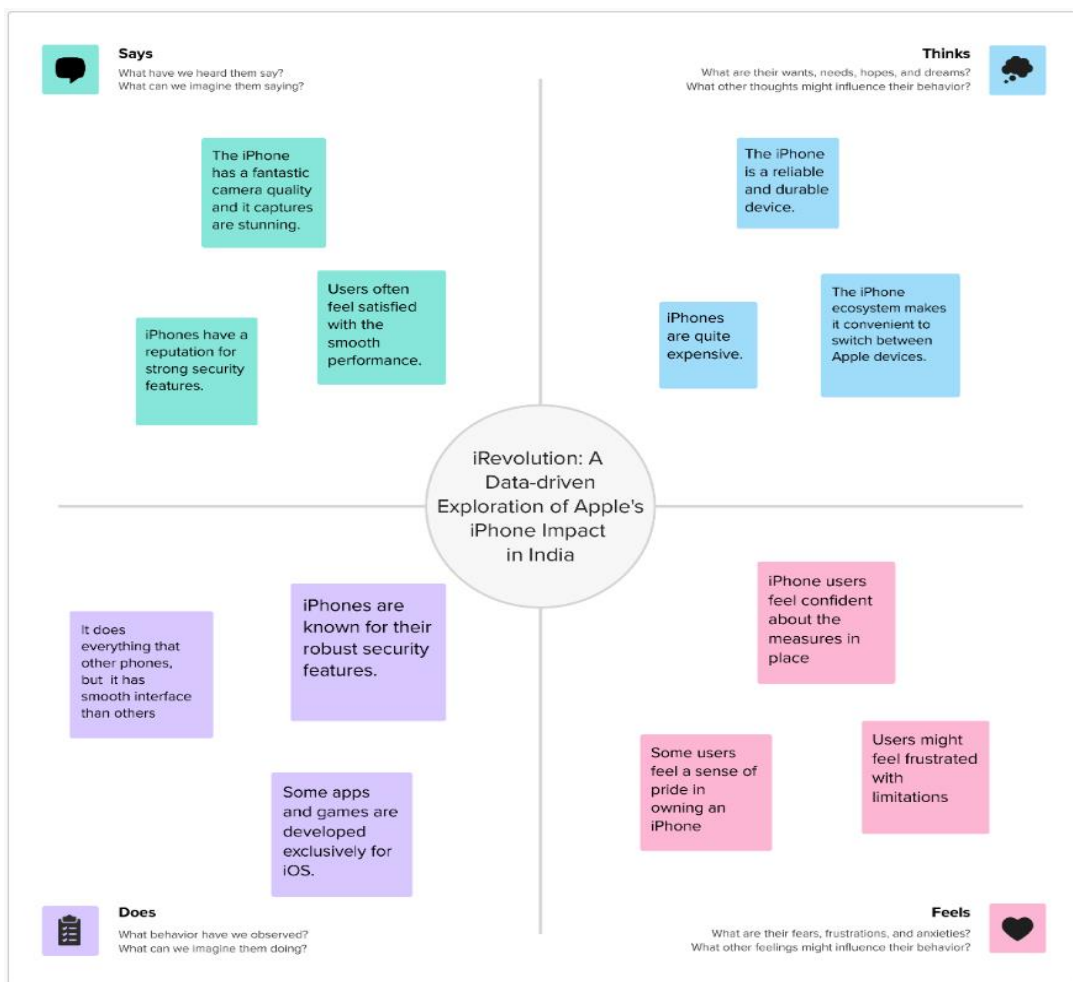 Says
What have we heard them say?
What can we imagine them saying?
The iPhone
has a fantastic
camera quality
and it captures
are stunning.
Users often
feel satisfied
with the
smooth
performance.
iPhones have a
reputation for
strong security
features.
Thinks
What are their wants, needs, hopes, and dreams?
What other thoughts might influence their behavior?
The iPhone
is a reliable
and durable
device.
iPhones
are quite
expensive.
The iPhone
ecosystem makes
it convenient to
switch between
Apple devices.
iRevolution: A
Data-driven
Exploration of Apple's
iPhone Impact
in India
It does
everything that
other phones,
but it has
smooth interface
than others
iPhones are
known for their
robust security
features.
Some apps
and games are
developed
exclusively for
iOS.
Does
What behavior have we observed?
What can we imagine them doing?
iPhone users
feel confident
about the
measures in
place
Some users
feel a sense of
pride in
owning an
iPhone
Users might
feel frustrated
with
limitations
Feels
What are their fears, frustrations, and anxieties?
What other feelings might influence their behavior?